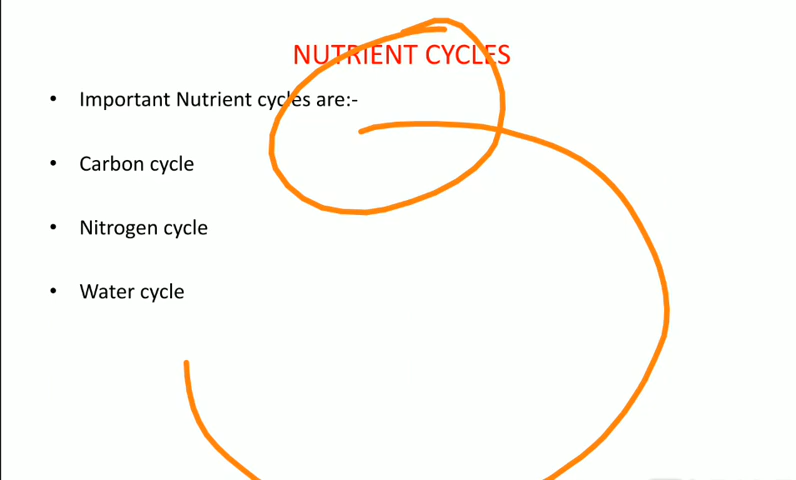 NUTRIENT CYCLES
• Important Nutrient cycles are:-
• Carbon cycle
• Nitrogen cycle
• Water cycle